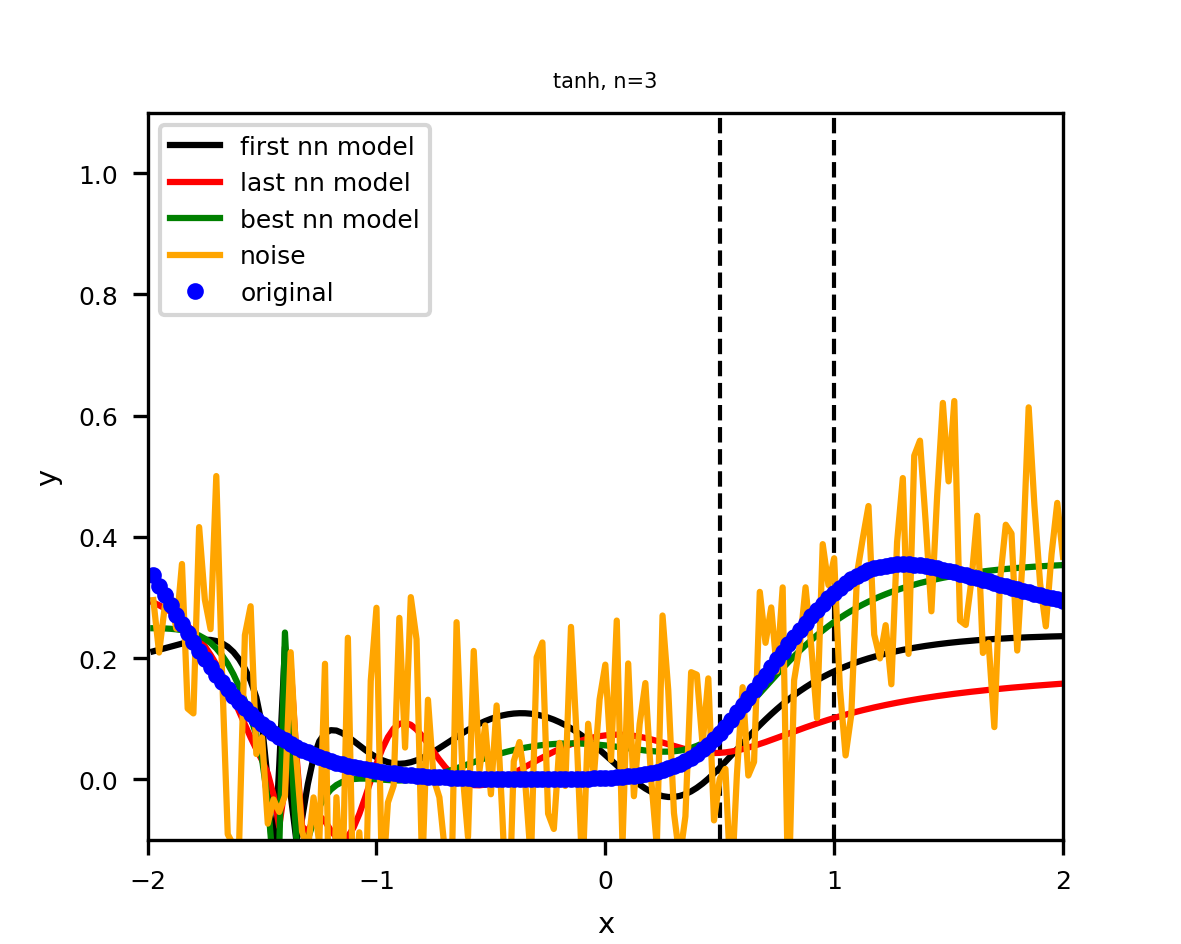 tanh, n=3
first nn model
last nn model
best nn model
noise
original
1.0
0.8
0.6
0.4
0.2
0.0
y
−2
−1
0
1
2
x